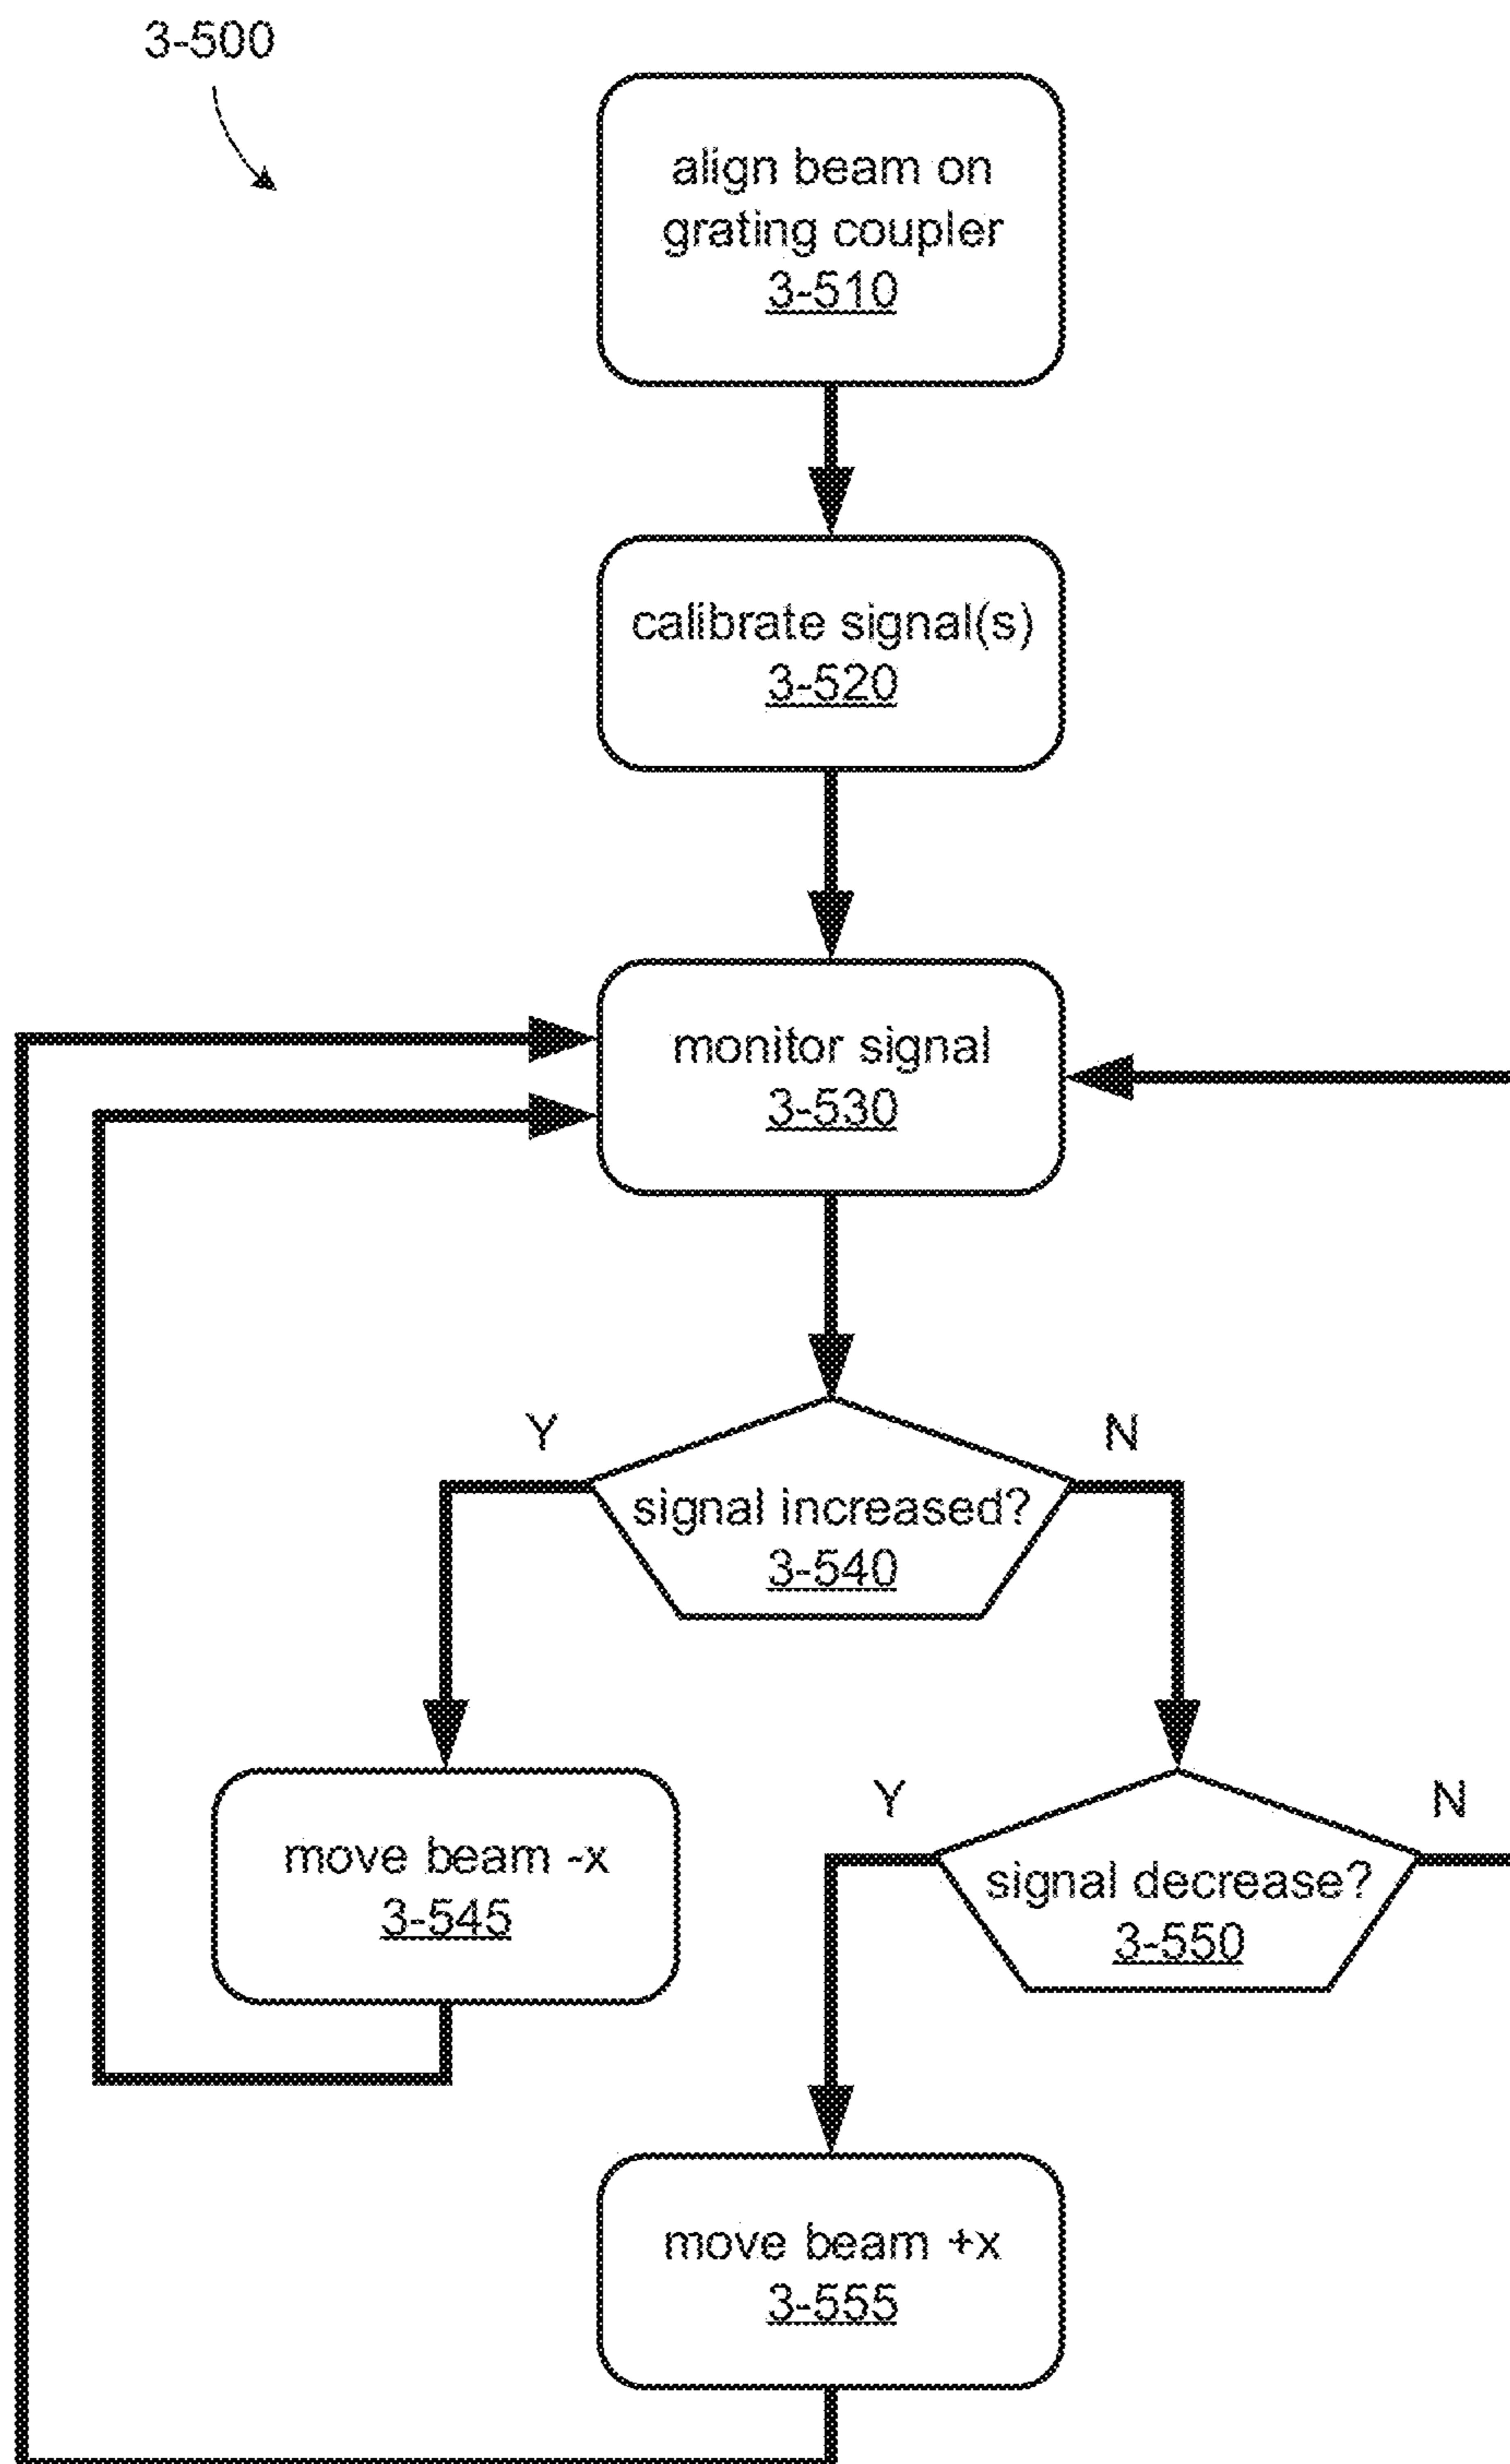 3-500
align beam on
grating coupler
3-510
calibrate signal(s)
3-520
monitor signal
3-530
Y
N
signal increased?
3-540
move beam -x
3-545
Y
N
signal decrease?
3-550
move beam +x
3-555